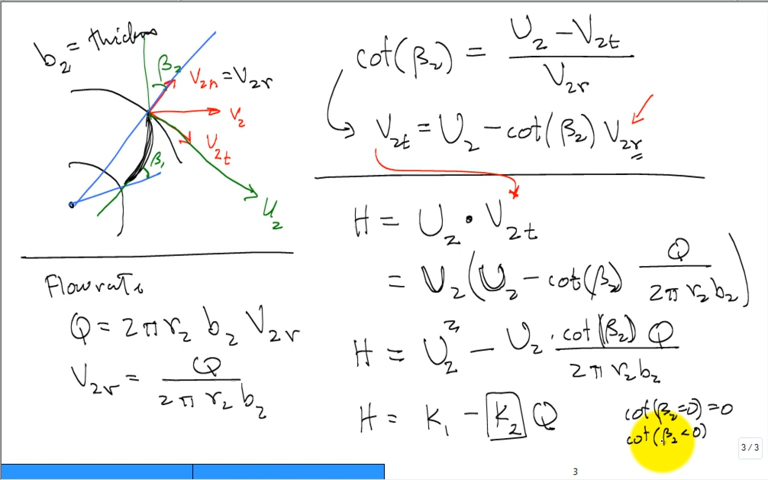 b₂ = thickness
β₂
V₂ₙ = V₂ᵣ
V₂
V₂ₜ
β₁
U₂
Flowrate
Q = 2π r₂ b₂ V₂ᵣ
V₂ᵣ = Q / (2π r₂ b₂)
cot(β₂) = (U₂ - V₂ₜ) / V₂ᵣ
V₂ₜ = U₂ - cot(β₂) V₂ᵣ
H = U₂ · V₂ₜ
= U₂ (U₂ - cot(β₂) Q / (2π r₂ b₂))
H = U₂² - U₂ · cot(β₂) Q / (2π r₂ b₂)
H = K₁ - K₂ Q
cot(β₂=0) = 0
cot(β₂<0)
3/3
3